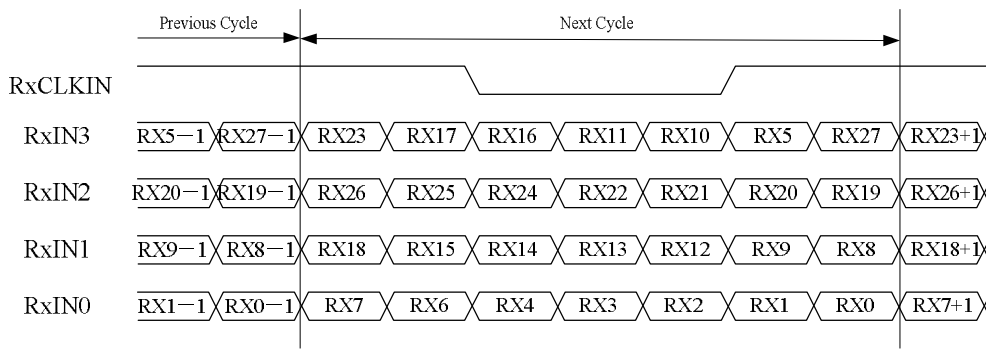 Previous Cycle Next Cycle
RxCLKIN
RxIN3 RX5−1 RX27−1 RX23 RX17 RX16 RX11 RX10 RX5 RX27 RX23+1
RxIN2 RX20−1 RX19−1 RX26 RX25 RX24 RX22 RX21 RX20 RX19 RX26+1
RxIN1 RX9−1 RX8−1 RX18 RX15 RX14 RX13 RX12 RX9 RX8 RX18+1
RxIN0 RX1−1 RX0−1 RX7 RX6 RX4 RX3 RX2 RX1 RX0 RX7+1